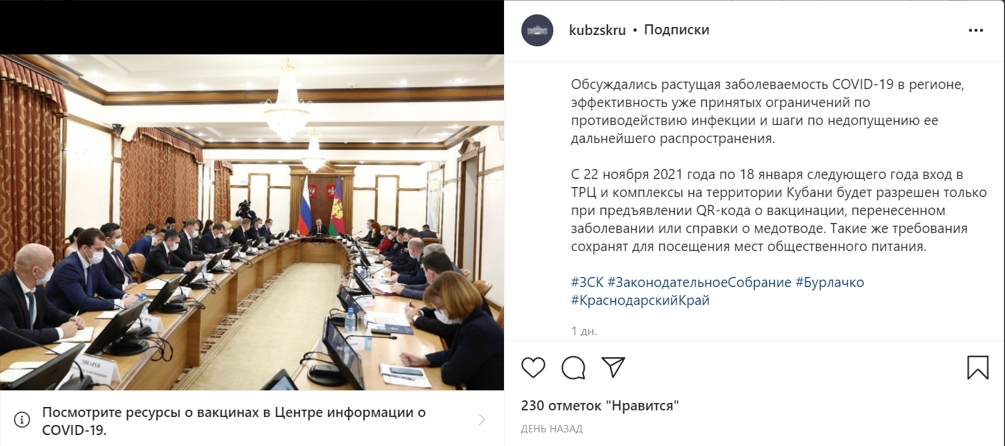 kubzskru • Подписки
Обсуждались растущая заболеваемость COVID-19 в регионе,
эффективность уже принятых ограничений по
противодействию инфекции и шаги по недопущению ее
дальнейшего распространения.
С 22 ноября 2021 года по 18 января следующего года вход в
ТРЦ и комплексы на территории Кубани будет разрешен только
при предъявлении QR-кода о вакцинации, перенесенном
заболевании или справки о медотводе. Такие же требования
сохранят для посещения мест общественного питания.
#ЗСК #ЗаконодательноеСобрание #Бурлачко
#КраснодарскийКрай
1 дн.
230 отметок "Нравится"
ДЕНЬ НАЗАД
Посмотрите ресурсы о вакцинах в Центре информации о
COVID-19.